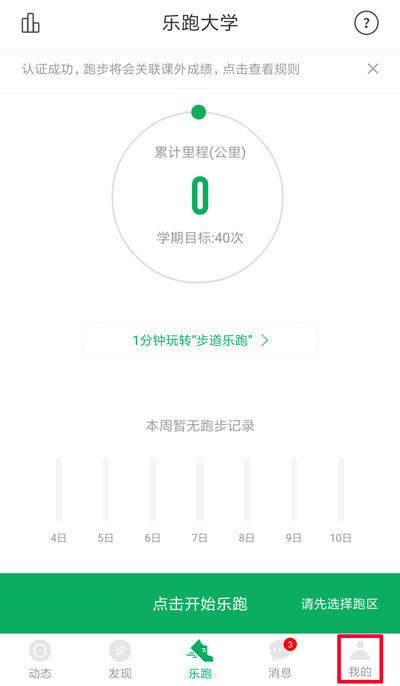 乐跑大学
?
认证成功，跑步将会关联课外成绩，点击查看规则
累计里程(公里)
0
学期目标:40次
1分钟玩转“步道乐跑”
本周暂无跑步记录
4日 5日 6日 7日 8日 9日 10日
点击开始乐跑 请先选择跑区
3
动态 发现 乐跑 消息 我的